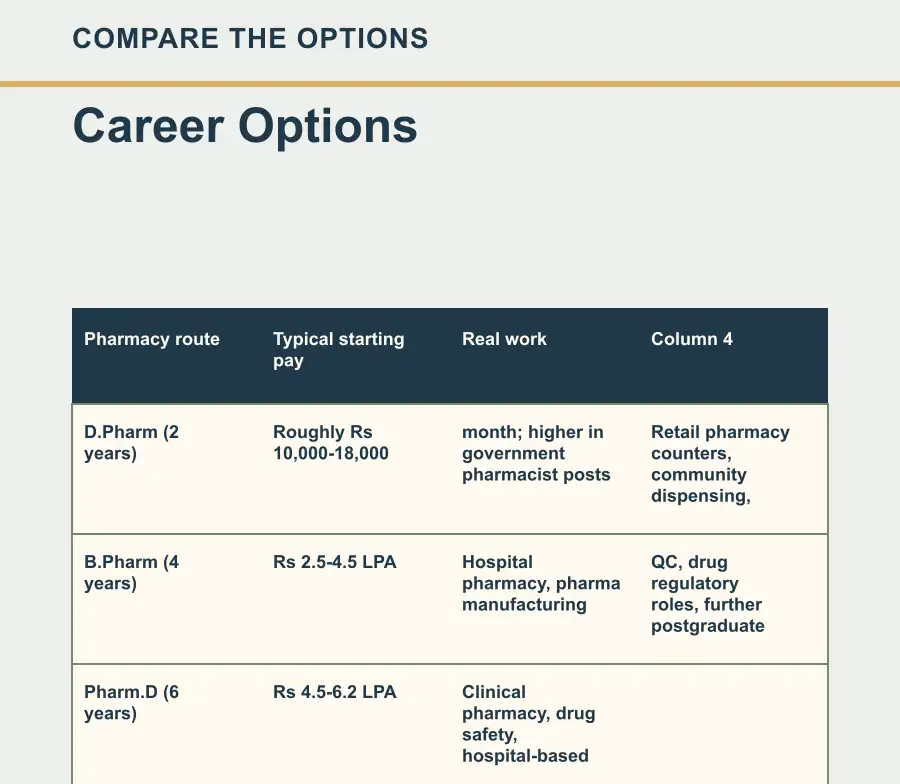 COMPARE THE OPTIONS
Career Options
Pharmacy route
Typical starting
pay
Real work
Column 4
D.Pharm (2
years)
Roughly Rs
10,000-18,000
month; higher in
government
pharmacist posts
Retail pharmacy
counters,
community
dispensing,
B.Pharm (4
years)
Rs 2.5-4.5 LPA
Hospital
pharmacy, pharma
manufacturing
QC, drug
regulatory
roles, further
postgraduate
Pharm.D (6
years)
Rs 4.5-6.2 LPA
Clinical
pharmacy, drug
safety,
hospital-based